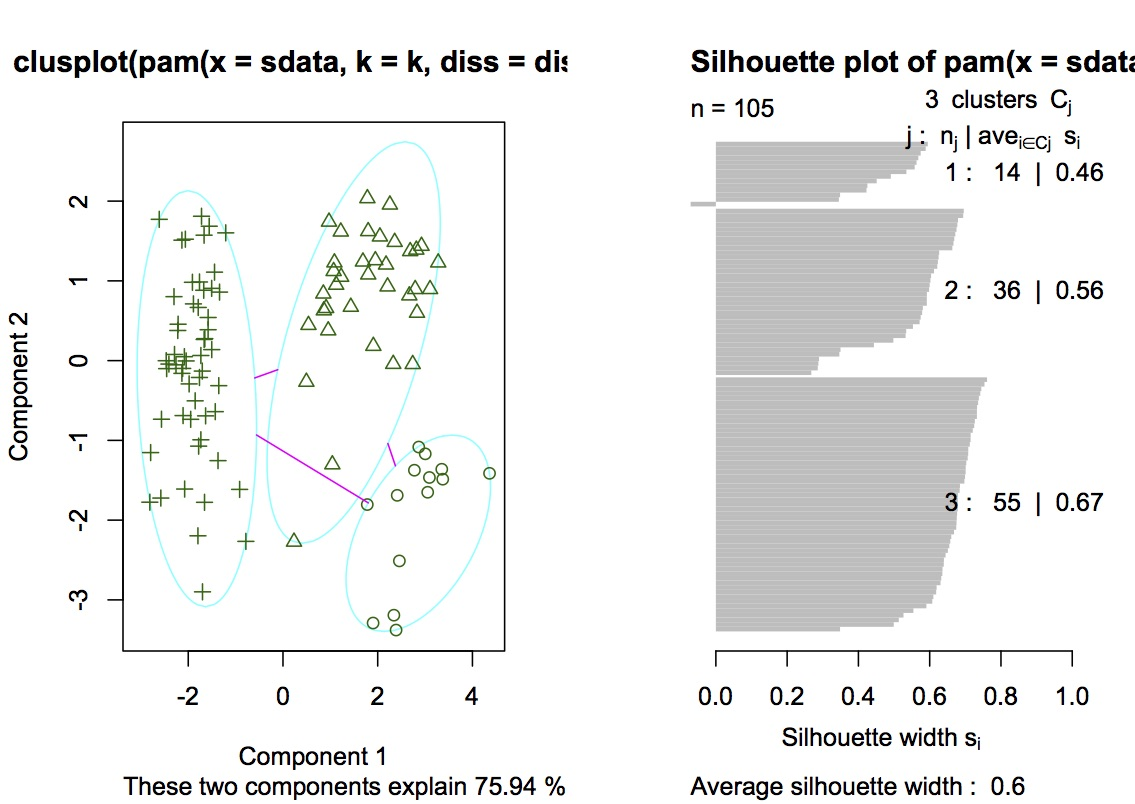 clusplot(pam(x = sdata, k = k, diss = dis
2
1
0
-1
-2
-3
Component 2
-2 0 2 4
Component 1
These two components explain 75.94 %
Silhouette plot of pam(x = sdata
n = 105
3 clusters Cj
j : nj | avei∈Cj si
1 : 14 | 0.46
2 : 36 | 0.56
3 : 55 | 0.67
0.0 0.2 0.4 0.6 0.8 1.0
Silhouette width si
Average silhouette width : 0.6